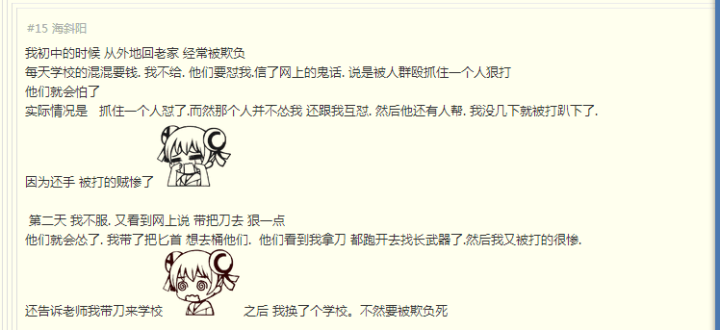 #15 海斜阳
我初中的时候 从外地回老家 经常被欺负
每天学校的混混要钱. 我不给. 他们要怼我.信了网上的鬼话. 说是被人群殴抓住一个人狠打
他们就会怕了
实际情况是 抓住一个人怼了.而然那个人并不怂我 还跟我互怼. 然后他还有人帮. 我没几下就被打趴下了.
因为还手 被打的贼惨了
第二天 我不服. 又看到网上说 带把刀去 狠一点
他们就会怂了. 我带了把匕首 想去桶他们. 他们看到我拿刀 都跑开去找长武器了.然后我又被打的很惨.
还告诉老师我带刀来学校 之后 我换了个学校。不然要被欺负死